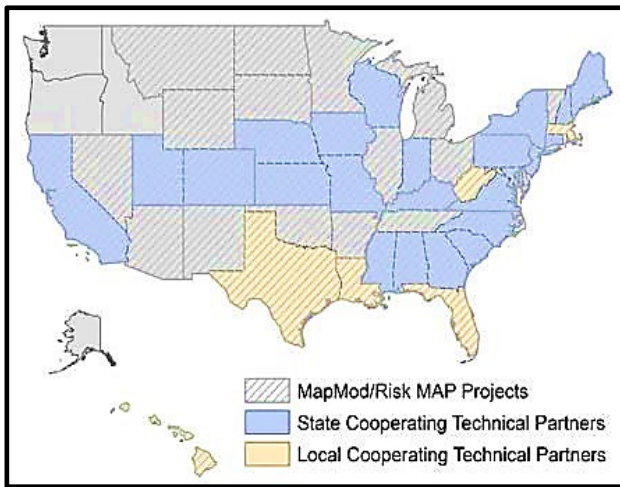 MapMod/Risk MAP Projects
State Cooperating Technical Partners
Local Cooperating Technical Partners